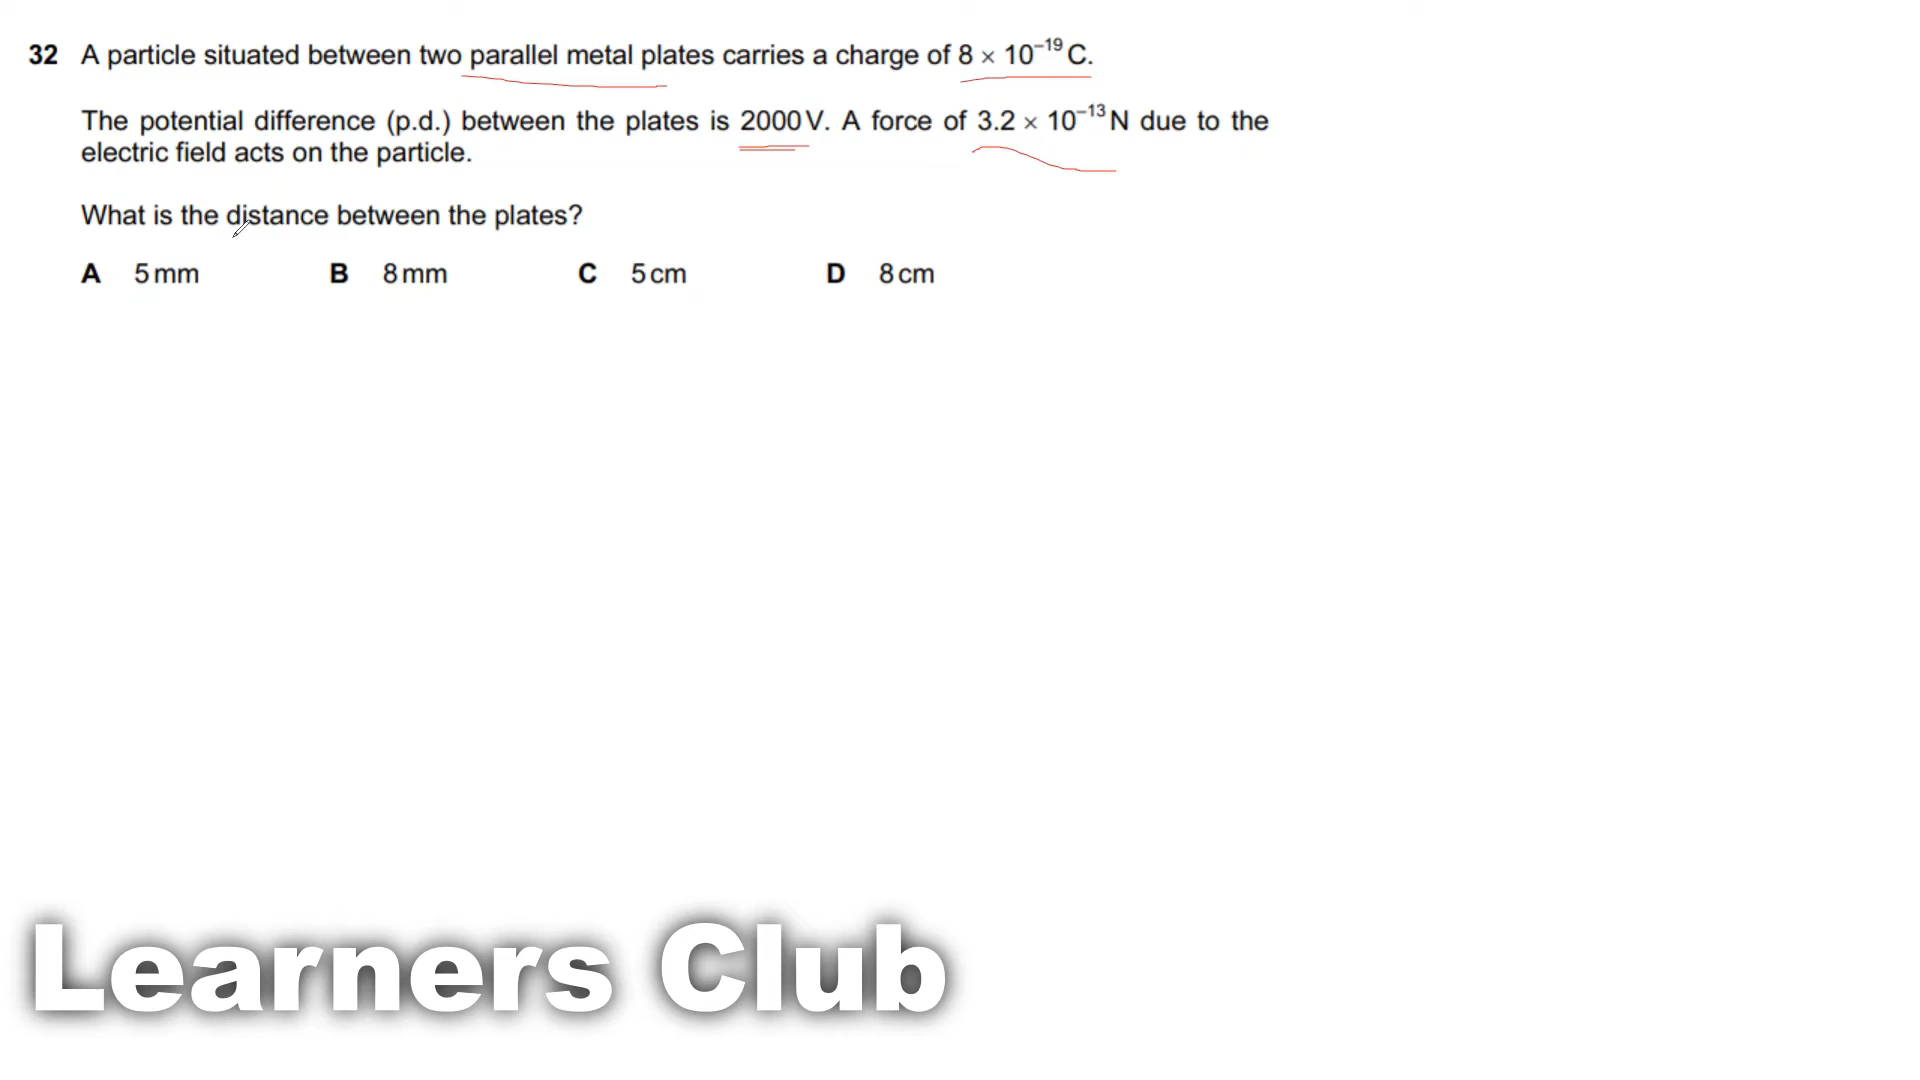 32 A particle situated between two parallel metal plates carries a charge of 8 × 10⁻¹⁹ C.
The potential difference (p.d.) between the plates is 2000 V. A force of 3.2 × 10⁻¹³ N due to the
electric field acts on the particle.
What is the distance between the plates?
A 5 mm B 8 mm C 5 cm D 8 cm
Learners Club